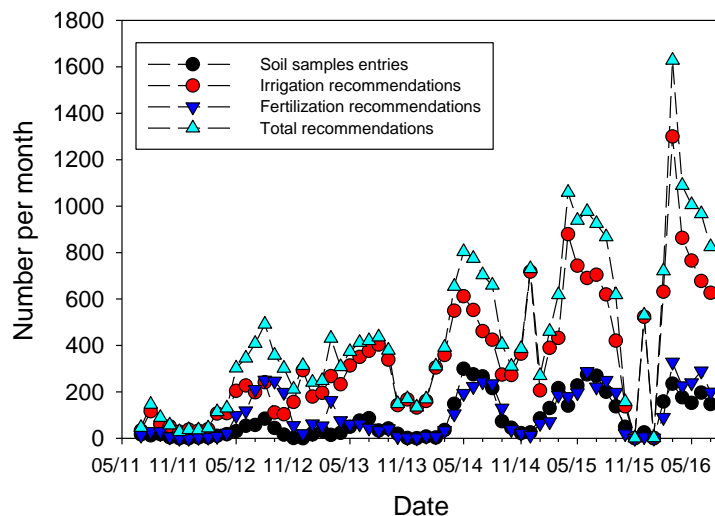 1800
1600
1400
1200
1000
800
600
400
200
0
Number per month
Soil samples entries
Irrigation recommendations
Fertilization recommendations
Total recommendations
05/11 11/11 05/12 11/12 05/13 11/13 05/14 11/14 05/15 11/15 05/16
Date